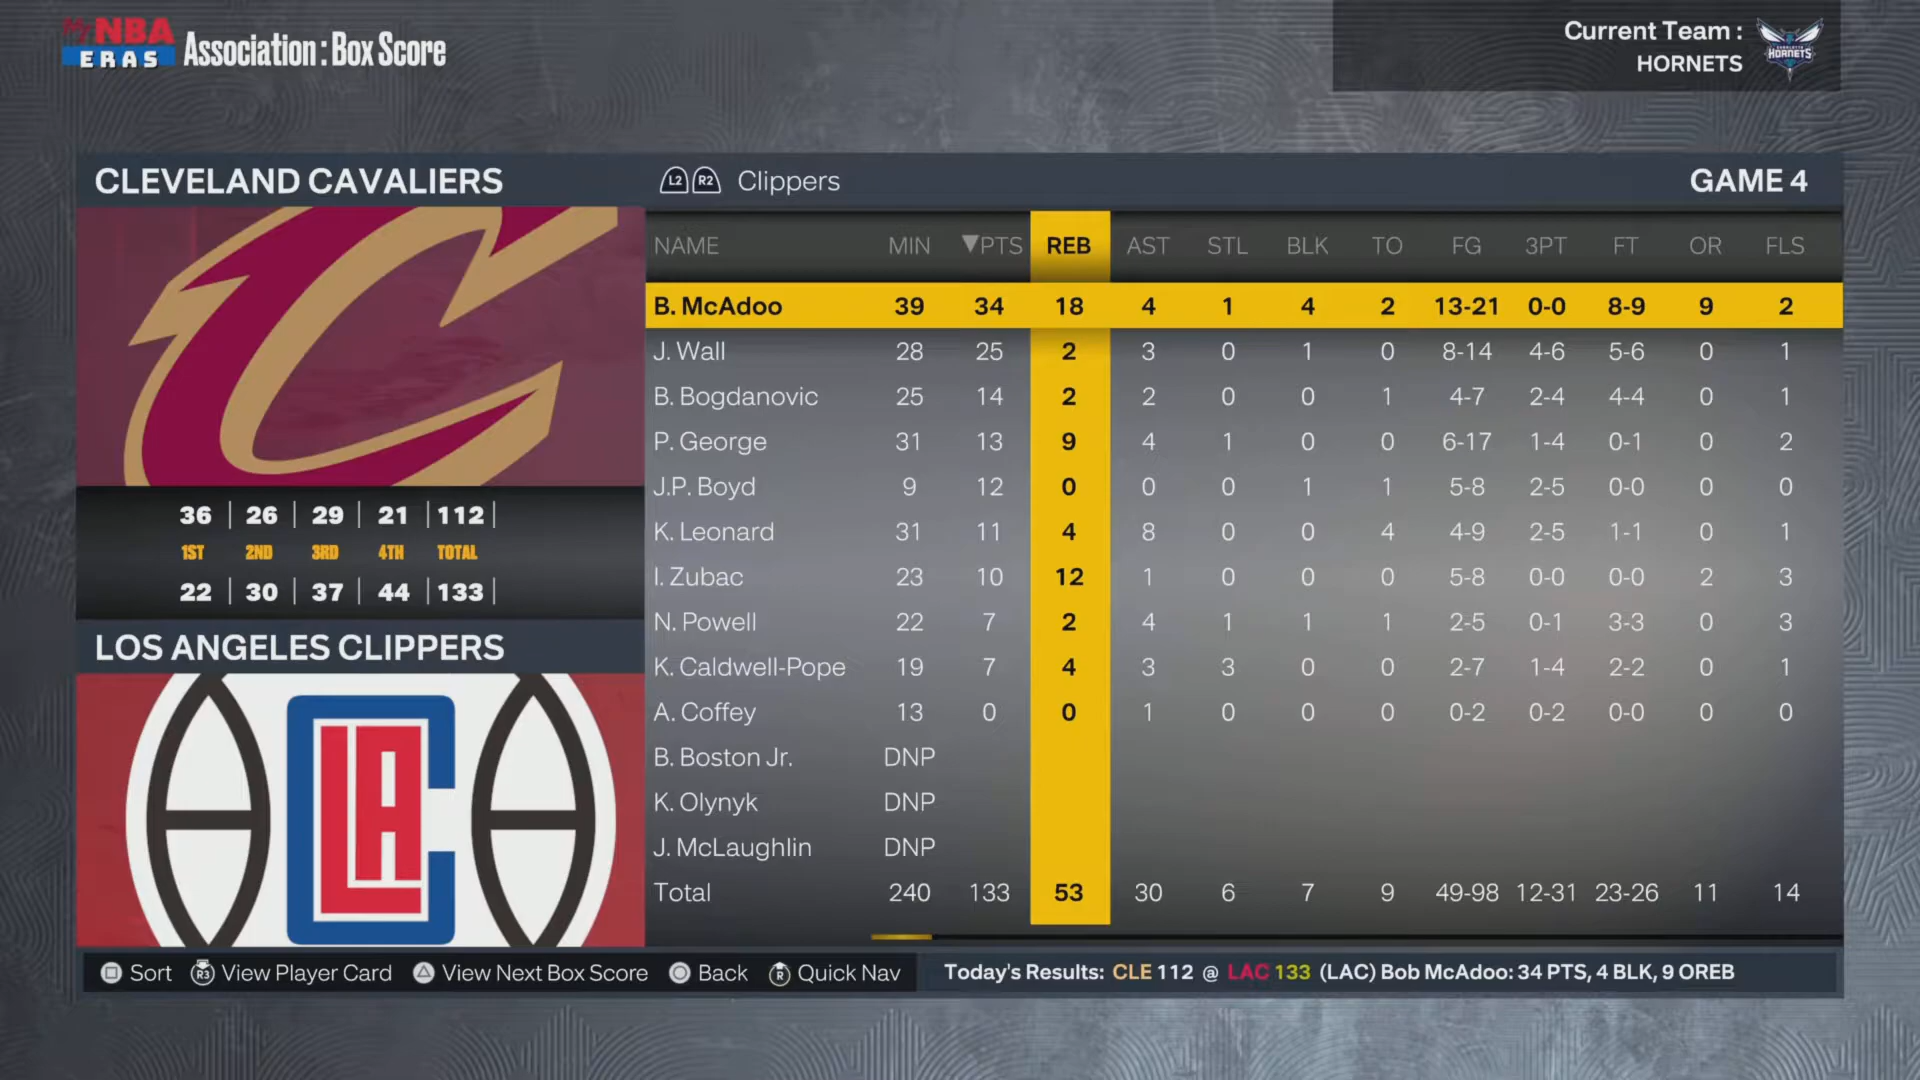 My NBA ERAS Association : Box Score
Current Team :
HORNETS
CHARLOTTE HORNETS
CLEVELAND CAVALIERS
L2 R2 Clippers GAME 4
NAME MIN ▼PTS REB AST STL BLK TO FG 3PT FT OR FLS
B. McAdoo 39 34 18 4 1 4 2 13-21 0-0 8-9 9 2
J. Wall 28 25 2 3 0 1 0 8-14 4-6 5-6 0 1
B. Bogdanovic 25 14 2 2 0 0 1 4-7 2-4 4-4 0 1
P. George 31 13 9 4 1 0 0 6-17 1-4 0-1 0 2
J.P. Boyd 9 12 0 0 0 1 1 5-8 2-5 0-0 0 0
K. Leonard 31 11 4 8 0 0 4 4-9 2-5 1-1 0 1
I. Zubac 23 10 12 1 0 0 0 5-8 0-0 0-0 2 3
N. Powell 22 7 2 4 1 1 1 2-5 0-1 3-3 0 3
K. Caldwell-Pope 19 7 4 3 3 0 0 2-7 1-4 2-2 0 1
A. Coffey 13 0 0 1 0 0 0 0-2 0-2 0-0 0 0
B. Boston Jr. DNP
K. Olynyk DNP
J. McLaughlin DNP
Total 240 133 53 30 6 7 9 49-98 12-31 23-26 11 14
36 | 26 | 29 | 21 | 112 |
1ST 2ND 3RD 4TH TOTAL
22 | 30 | 37 | 44 | 133 |
LOS ANGELES CLIPPERS
LA
Sort R3 View Player Card View Next Box Score Back R Quick Nav
Today's Results: CLE 112 @ LAC 133 (LAC) Bob McAdoo: 34 PTS, 4 BLK, 9 OREB